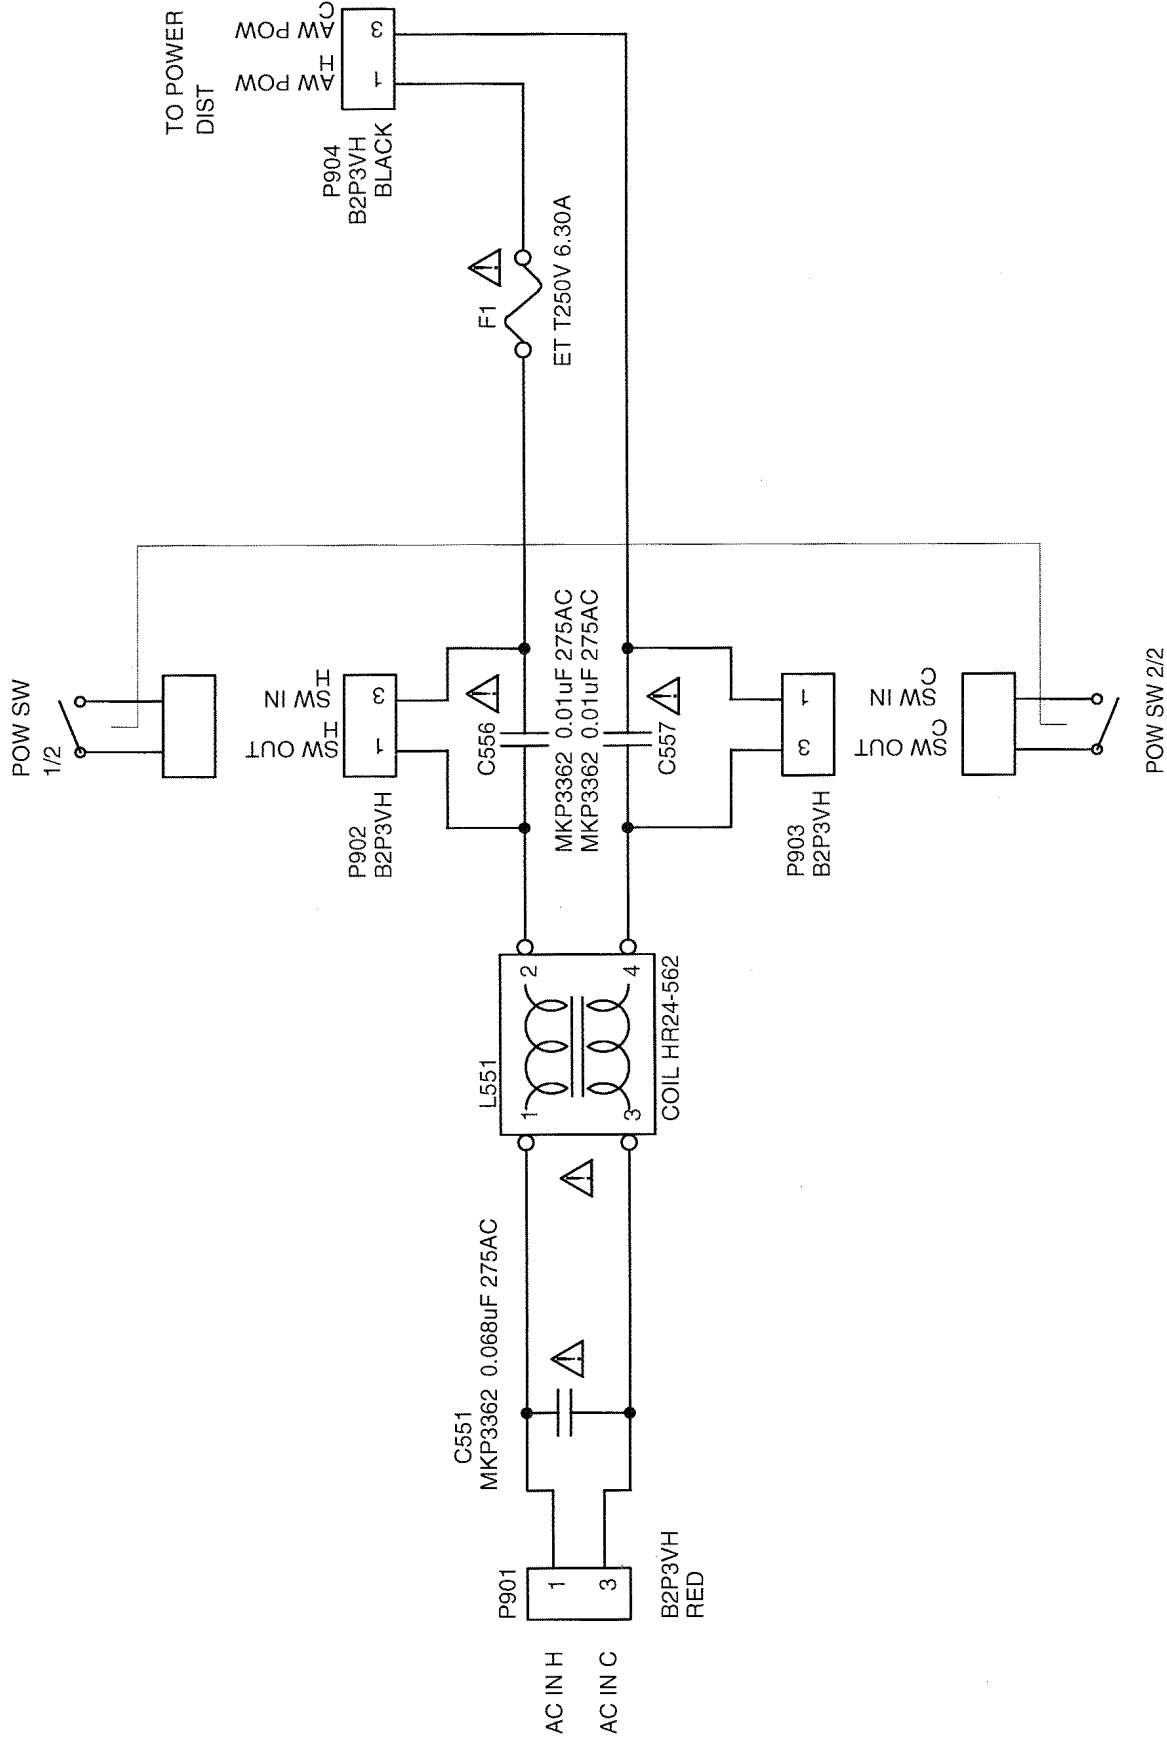 AC IN H
AC IN C
P901
1
3
B2P3VH
RED
C551
MKP3362 0.068uF 275AC
L551
1
2
3
4
COIL HR24-562
P902
B2P3VH
1
3
SW OUT
H
SW IN
H
POW SW
1/2
C556
MKP3362 0.01uF 275AC
MKP3362 0.01uF 275AC
C557
P903
B2P3VH
3
1
SW OUT
C
SW IN
C
POW SW 2/2
F1
ET T250V 6.30A
P904
B2P3VH
BLACK
1
3
AW POW
H
AW POW
C
TO POWER
DIST